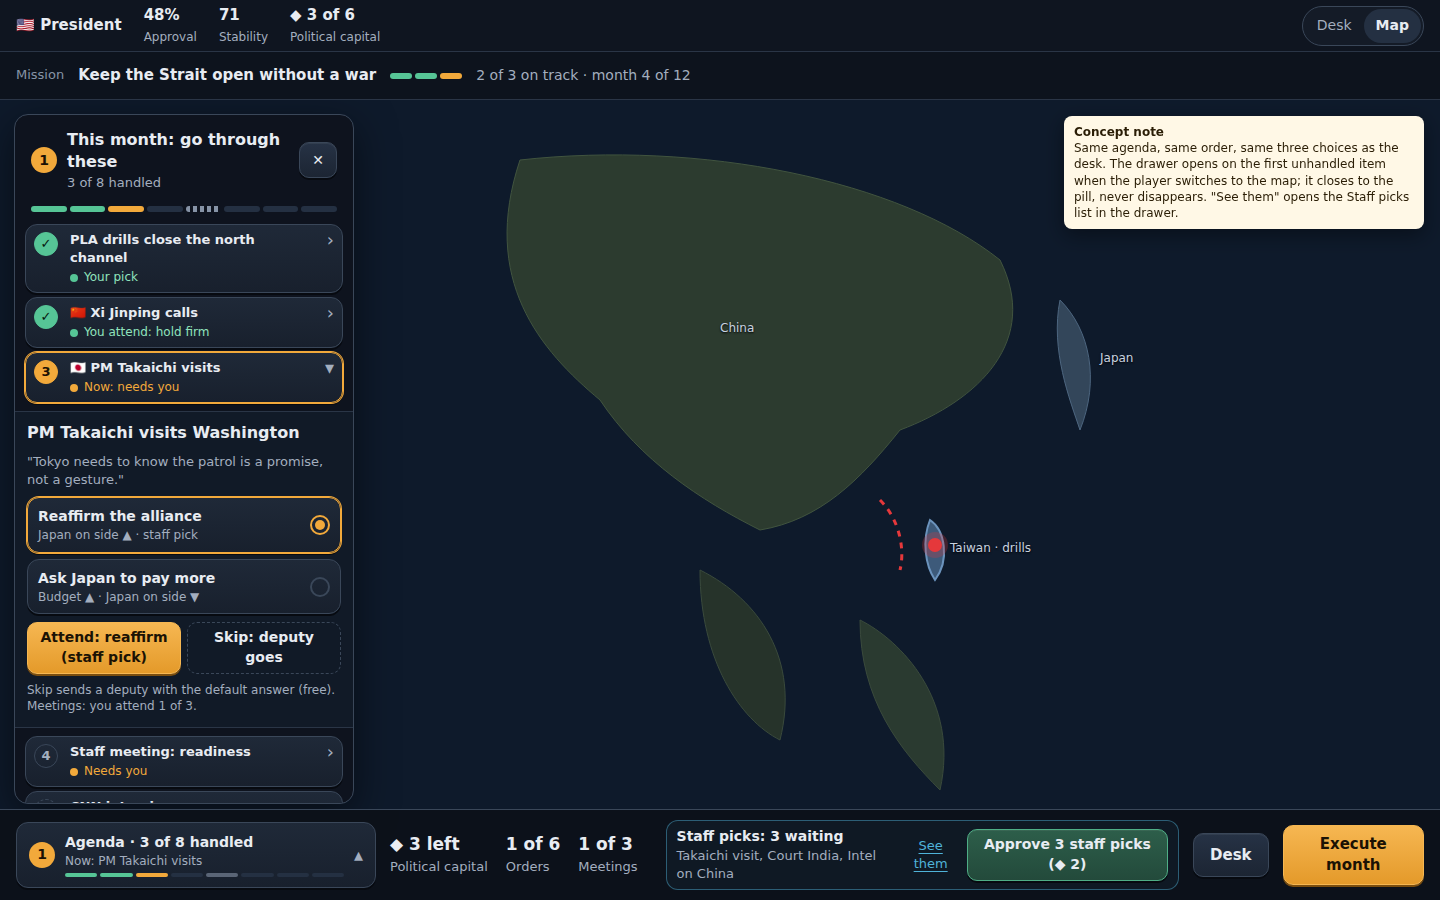 🇺🇸 President
48%
Approval
71
Stability
◆ 3 of 6
Political capital
Desk
Map
Mission
Keep the Strait open without a war
2 of 3 on track · month 4 of 12
1
This month: go through these
3 of 8 handled
✕
✓
PLA drills close the north channel
Your pick
›
✓
🇨🇳 Xi Jinping calls
You attend: hold firm
›
3
🇯🇵 PM Takaichi visits
Now: needs you
▼
PM Takaichi visits Washington
"Tokyo needs to know the patrol is a promise,
not a gesture."
Reaffirm the alliance
Japan on side ▲ · staff pick
Ask Japan to pay more
Budget ▲ · Japan on side ▼
Attend: reaffirm
(staff pick)
Skip: deputy
goes
Skip sends a deputy with the default answer (free).
Meetings: you attend 1 of 3.
4
Staff meeting: readiness
Needs you
›
China
Japan
Taiwan · drills
Concept note
Same agenda, same order, same three choices as the
desk. The drawer opens on the first unhandled item
when the player switches to the map; it closes to the
pill, never disappears. "See them" opens the Staff picks
list in the drawer.
1
Agenda · 3 of 8 handled
Now: PM Takaichi visits
▲
◆ 3 left
Political capital
1 of 6
Orders
1 of 3
Meetings
Staff picks: 3 waiting
Takaichi visit, Court India, Intel
on China
See
them
Approve 3 staff picks
(◆ 2)
Desk
Execute
month